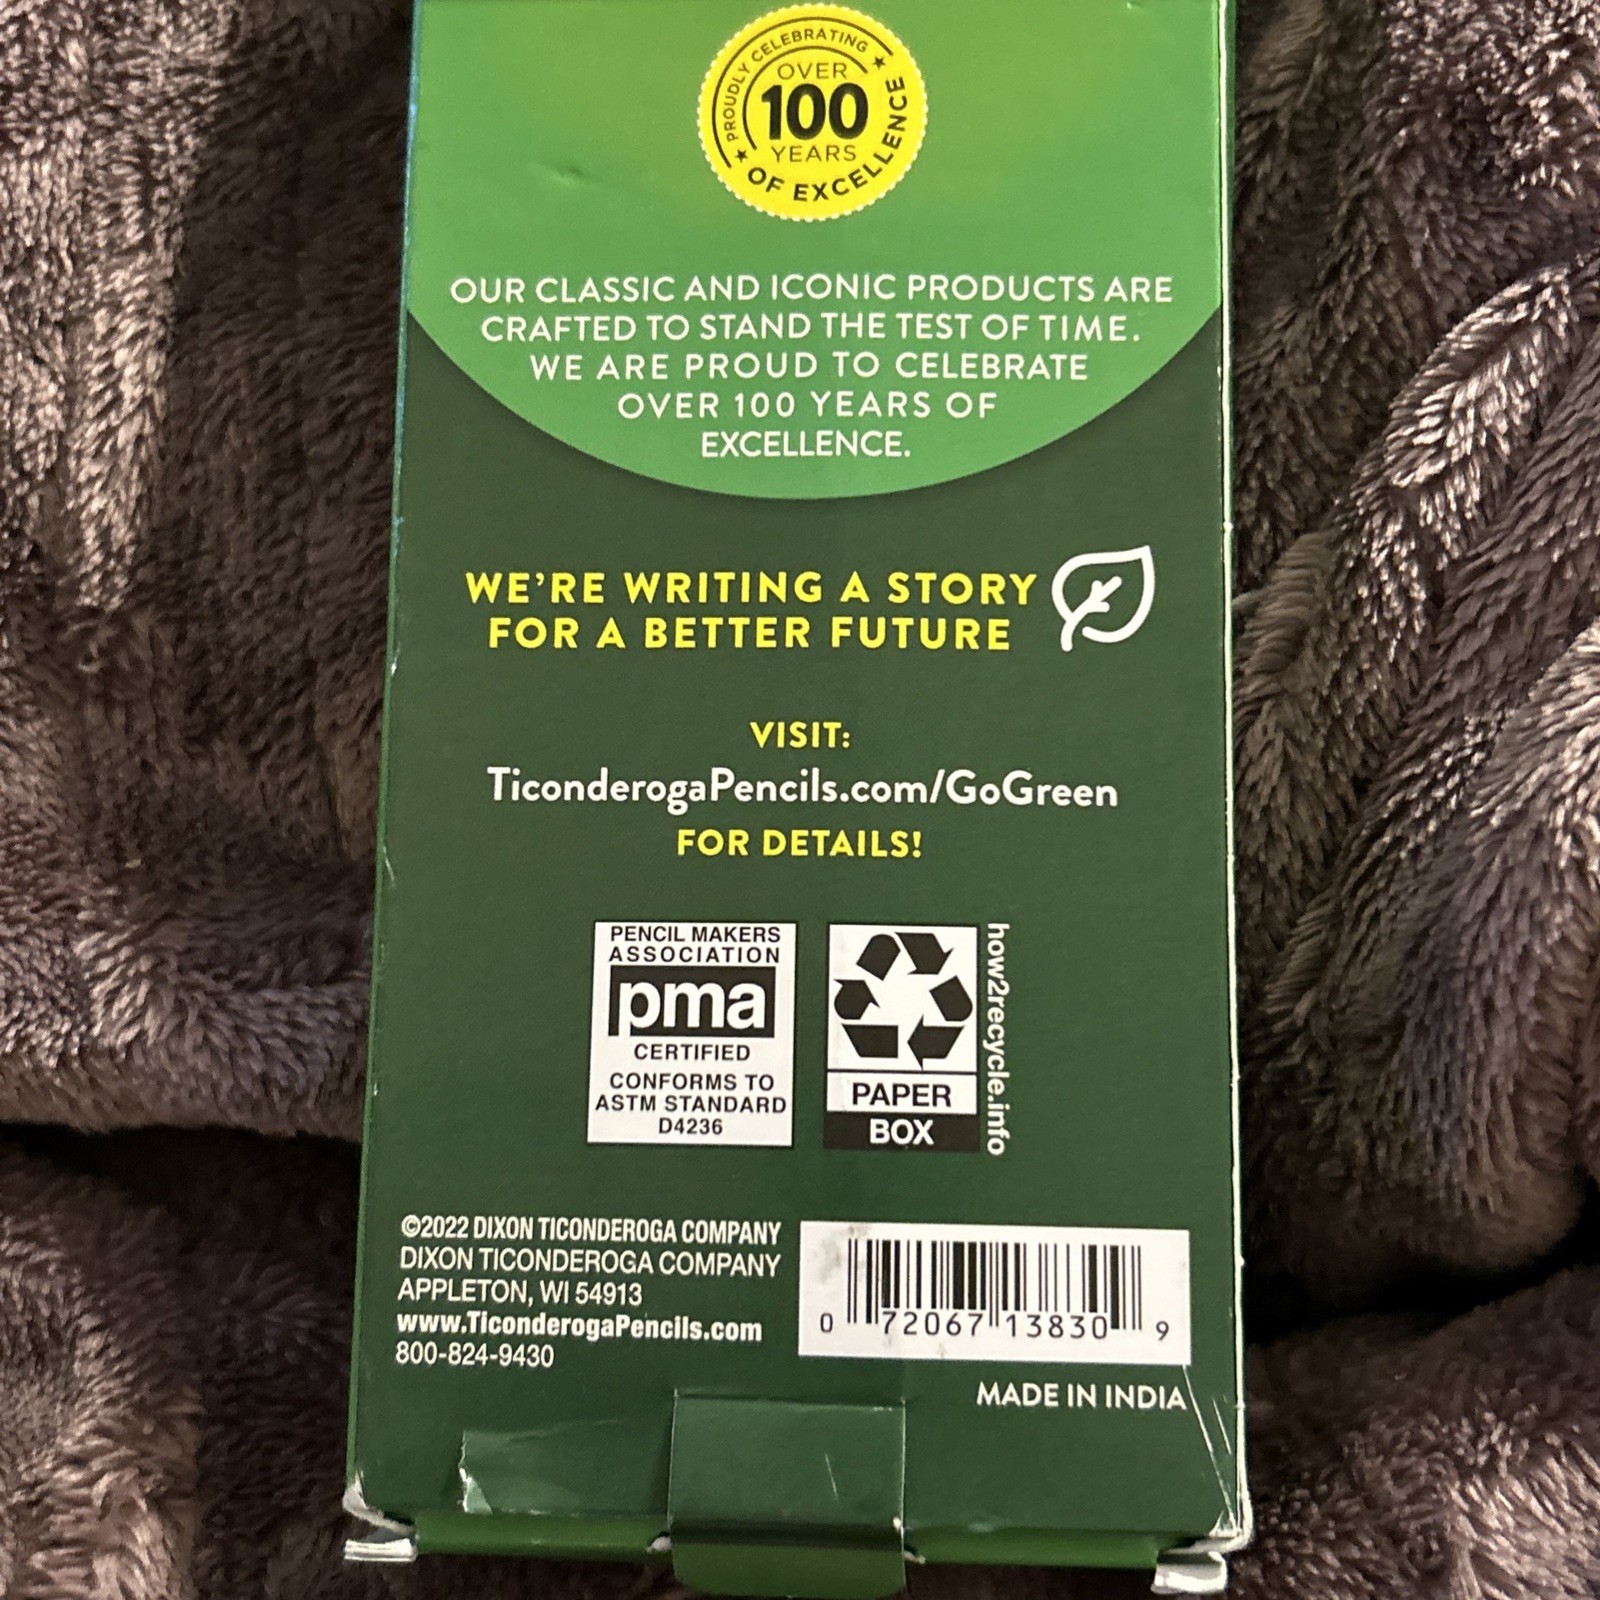 PROUDLY CELEBRATING
OVER
100
YEARS
OF EXCELLENCE
OUR CLASSIC AND ICONIC PRODUCTS ARE
CRAFTED TO STAND THE TEST OF TIME.
WE ARE PROUD TO CELEBRATE
OVER 100 YEARS OF
EXCELLENCE.
WE'RE WRITING A STORY
FOR A BETTER FUTURE
VISIT:
TiconderogaPencils.com/GoGreen
FOR DETAILS!
PENCIL MAKERS
ASSOCIATION
pma
CERTIFIED
CONFORMS TO
ASTM STANDARD
D4236
PAPER
BOX
how2recycle.info
©2022 DIXON TICONDEROGA COMPANY
DIXON TICONDEROGA COMPANY
APPLETON, WI 54913
www.TiconderogaPencils.com
800-824-9430
0 72067 13830 9
MADE IN INDIA